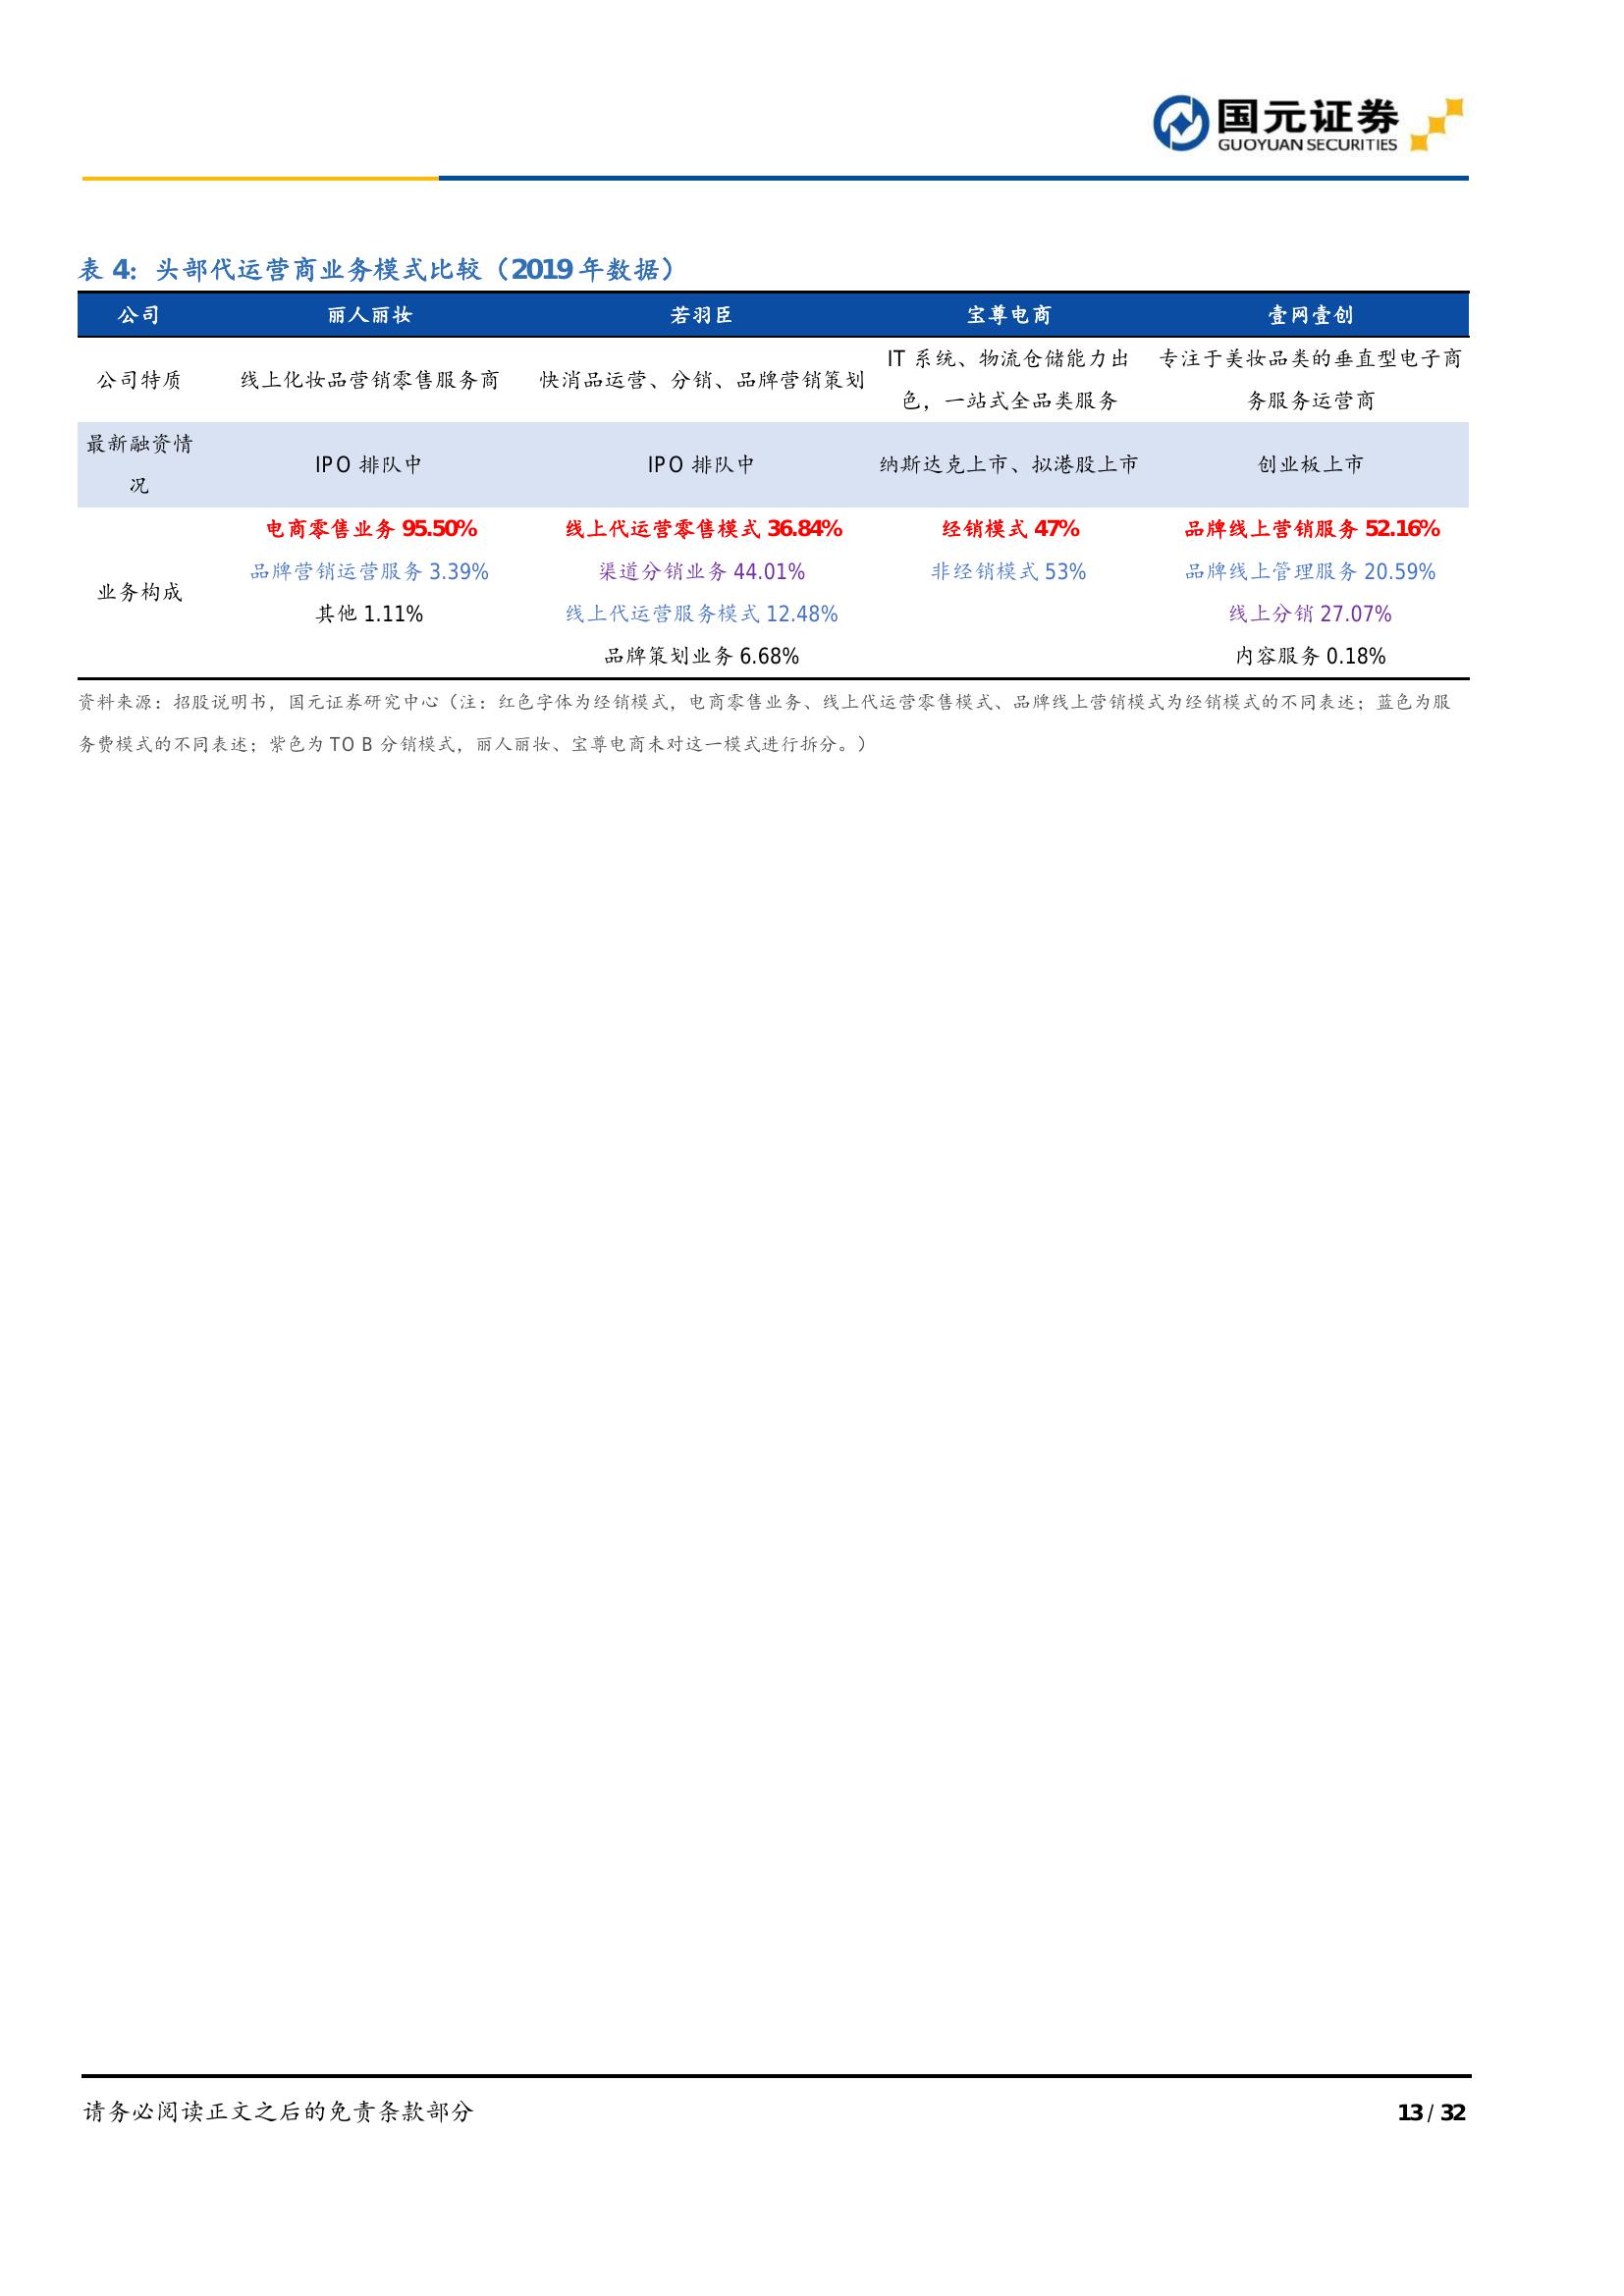 国元证券
GUOYUAN SECURITIES
表 4：头部代运营商业务模式比较（2019 年数据）
公司 丽人丽妆 若羽臣 宝尊电商 壹网壹创
公司特质 线上化妆品营销零售服务商 快消品运营、分销、品牌营销策划 IT 系统、物流仓储能力出 专注于美妆品类的垂直型电子商
色，一站式全品类服务 务服务运营商
最新融资情
况 IPO 排队中 IPO 排队中 纳斯达克上市、拟港股上市 创业板上市
业务构成 电商零售业务 95.50% 线上代运营零售模式 36.84% 经销模式 47% 品牌线上营销服务 52.16%
品牌营销运营服务 3.39% 渠道分销业务 44.01% 非经销模式 53% 品牌线上管理服务 20.59%
其他 1.11% 线上代运营服务模式 12.48% 线上分销 27.07%
品牌策划业务 6.68% 内容服务 0.18%
资料来源：招股说明书，国元证券研究中心（注：红色字体为经销模式，电商零售业务、线上代运营零售模式、品牌线上营销模式为经销模式的不同表述；蓝色为服
务费模式的不同表述；紫色为 TO B 分销模式，丽人丽妆、宝尊电商未对这一模式进行拆分。）
请务必阅读正文之后的免责条款部分 13 / 32